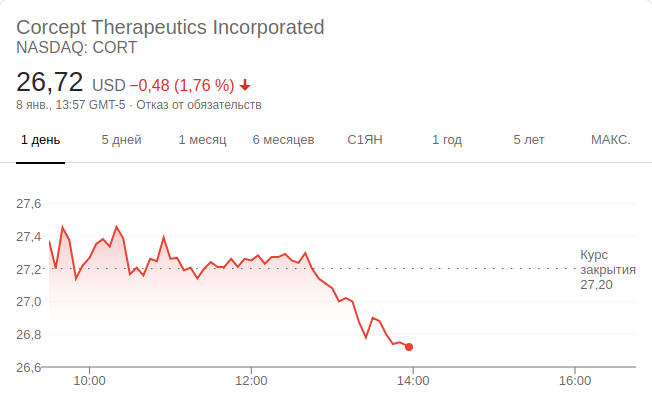 Corcept Therapeutics Incorporated
NASDAQ: CORT
26,72 USD −0,48 (1,76 %)
8 янв., 13:57 GMT-5 · Отказ от обязательств
1 день 5 дней 1 месяц 6 месяцев С1ЯН 1 год 5 лет МАКС.
27,6
27,4
27,2
27,0
26,8
26,6
Курс
закрытия
27,20
10:00 12:00 14:00 16:00